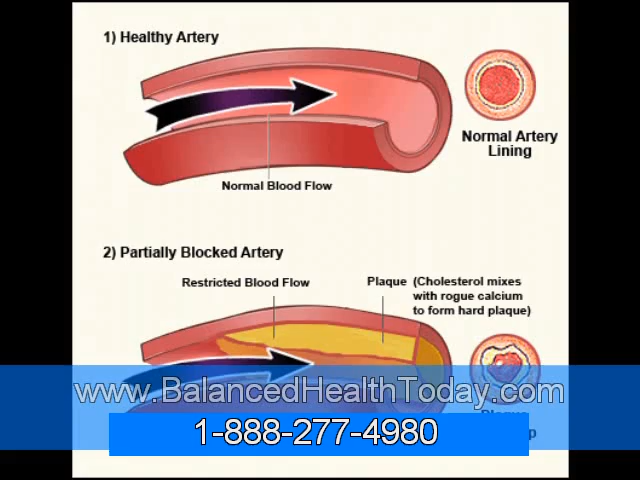 1) Healthy Artery
Normal Artery
Lining
Normal Blood Flow
2) Partially Blocked Artery
Restricted Blood Flow
Plaque (Cholesterol mixes
with rogue calcium
to form hard plaque)
www.BalancedHealthToday.com
1-888-277-4980